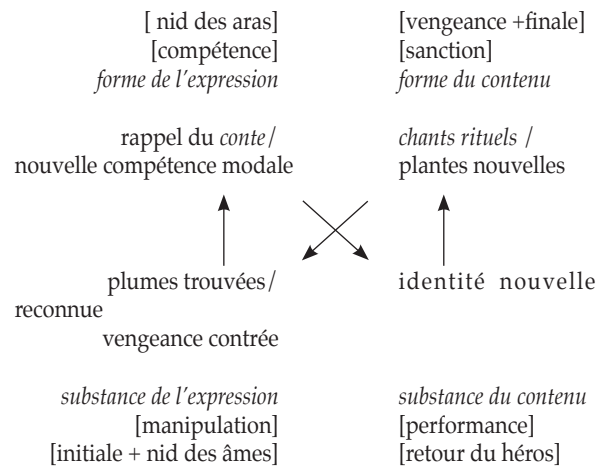 [ nid des aras] [vengeance +finale]
[compétence] [sanction]
forme de l'expression forme du contenu
rappel du conte/ chants rituels /
nouvelle compétence modale plantes nouvelles
plumes trouvées/ identité nouvelle
reconnue
vengeance contrée
substance de l'expression substance du contenu
[manipulation] [performance]
[initiale + nid des âmes] [retour du héros]